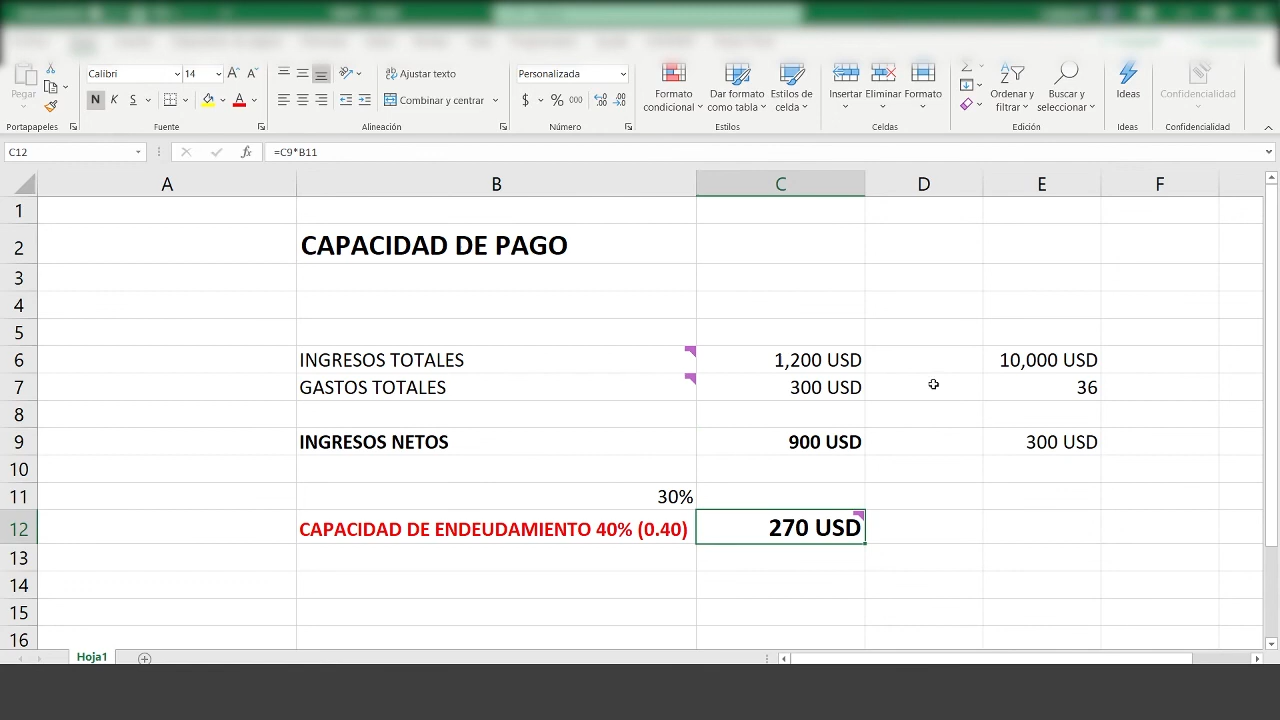 Calibri 14 Ajustar texto Personalizada
Pegar N K S A Combinar y centrar $ % 000 Formato condicional Dar formato como tabla Estilos de celda Insertar Eliminar Formato Ordenar y filtrar Buscar y seleccionar Ideas Confidencialidad
Portapapeles Fuente Alineación Número Estilos Celdas Edición Ideas Confidencialidad
C12 fx =C9*B11
A B C D E F
1
2 CAPACIDAD DE PAGO
3
4
5
6 INGRESOS TOTALES 1,200 USD 10,000 USD
7 GASTOS TOTALES 300 USD 36
8
9 INGRESOS NETOS 900 USD 300 USD
10
11 30%
12 CAPACIDAD DE ENDEUDAMIENTO 40% (0.40) 270 USD
13
14
15
16
Hoja1